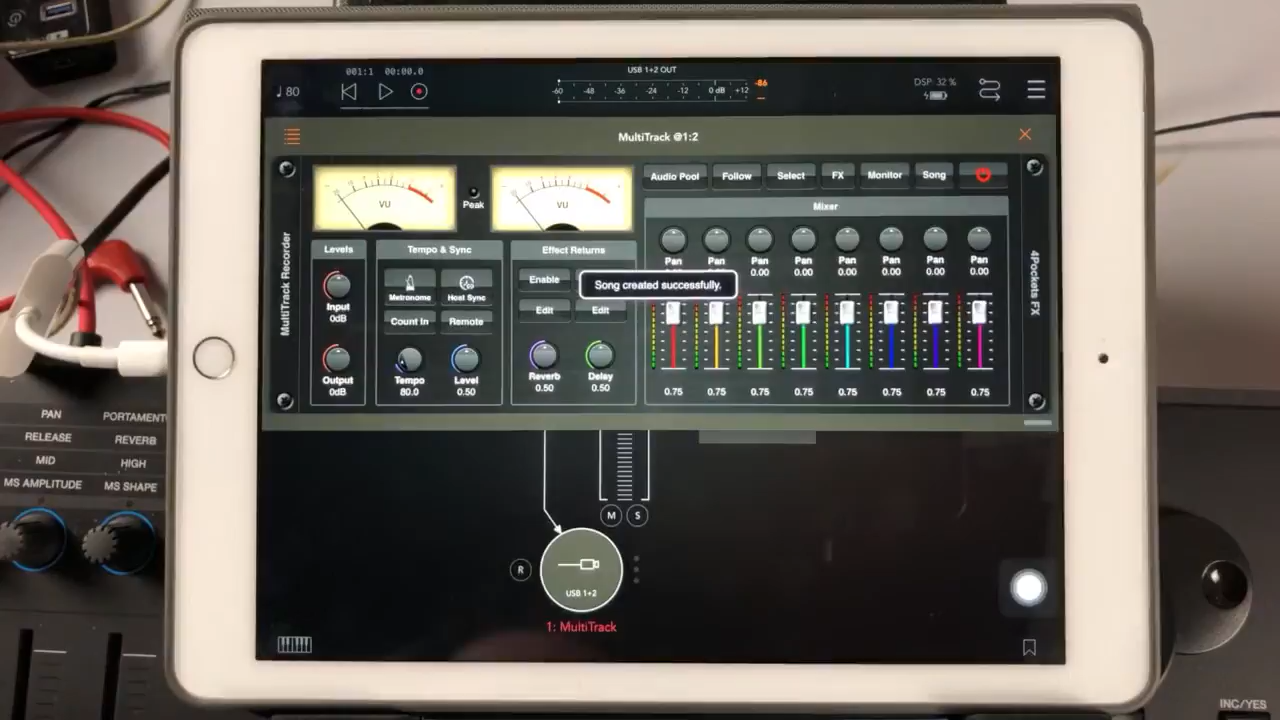 001:1 00:00.0
USB 1+2 OUT
-60 -48 -36 -24 -12 0 dB +12
-86
DSP: 32 %
♩ 80
MultiTrack @1:2
MultiTrack Recorder
VU
Peak
VU
Audio Pool Follow Select FX Monitor Song
Mixer
Pan Pan Pan Pan Pan Pan Pan Pan
0.00 0.00 0.00 0.00 0.00 0.00
Levels
Input
0dB
Output
0dB
Tempo & Sync
Metronome Host Sync
Count In Remote
Tempo Level
80.0 0.50
Effect Returns
Enable
Edit Edit
Reverb Delay
0.50 0.50
Song created successfully.
0.75 0.75 0.75 0.75 0.75 0.75 0.75 0.75
4Pockets FX
M S
R
USB 1+2
1: MultiTrack
PAN PORTAMENT
RELEASE REVERB
MID HIGH
MS AMPLITUDE MS SHAPE
INC/YES